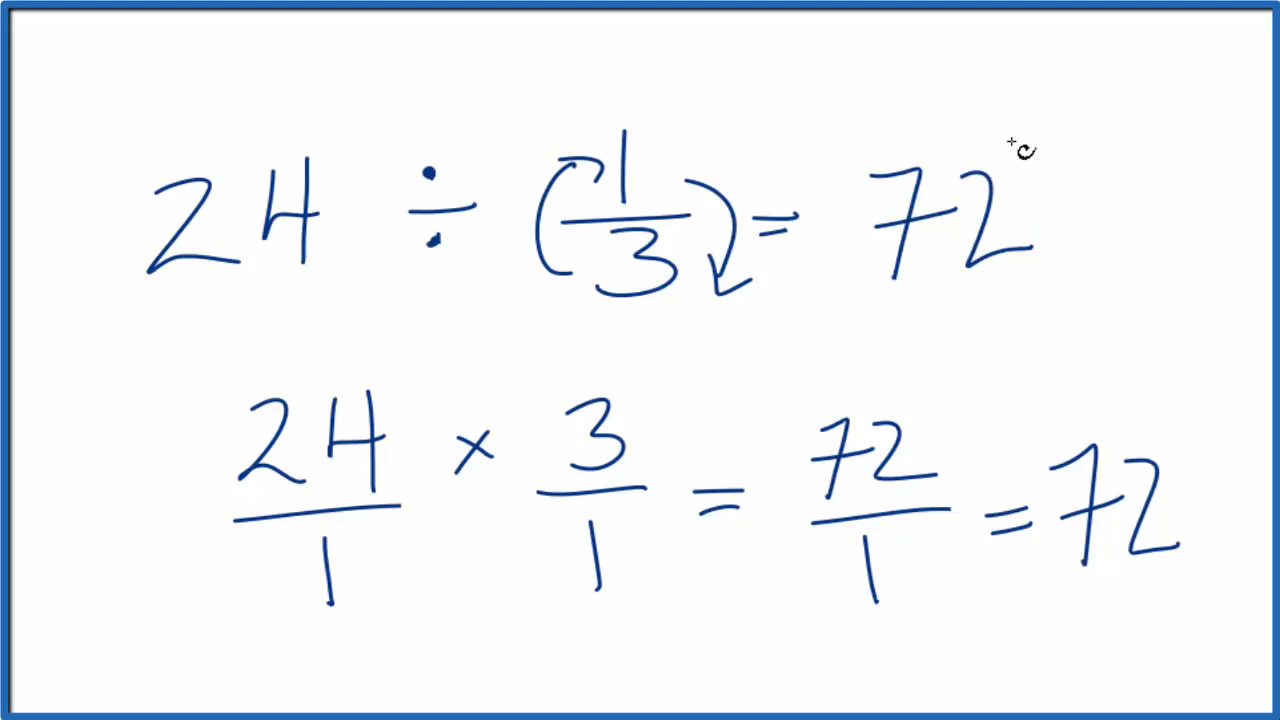 24 ÷ (1/3) = 72
24/1 × 3/1 = 72/1 = 72